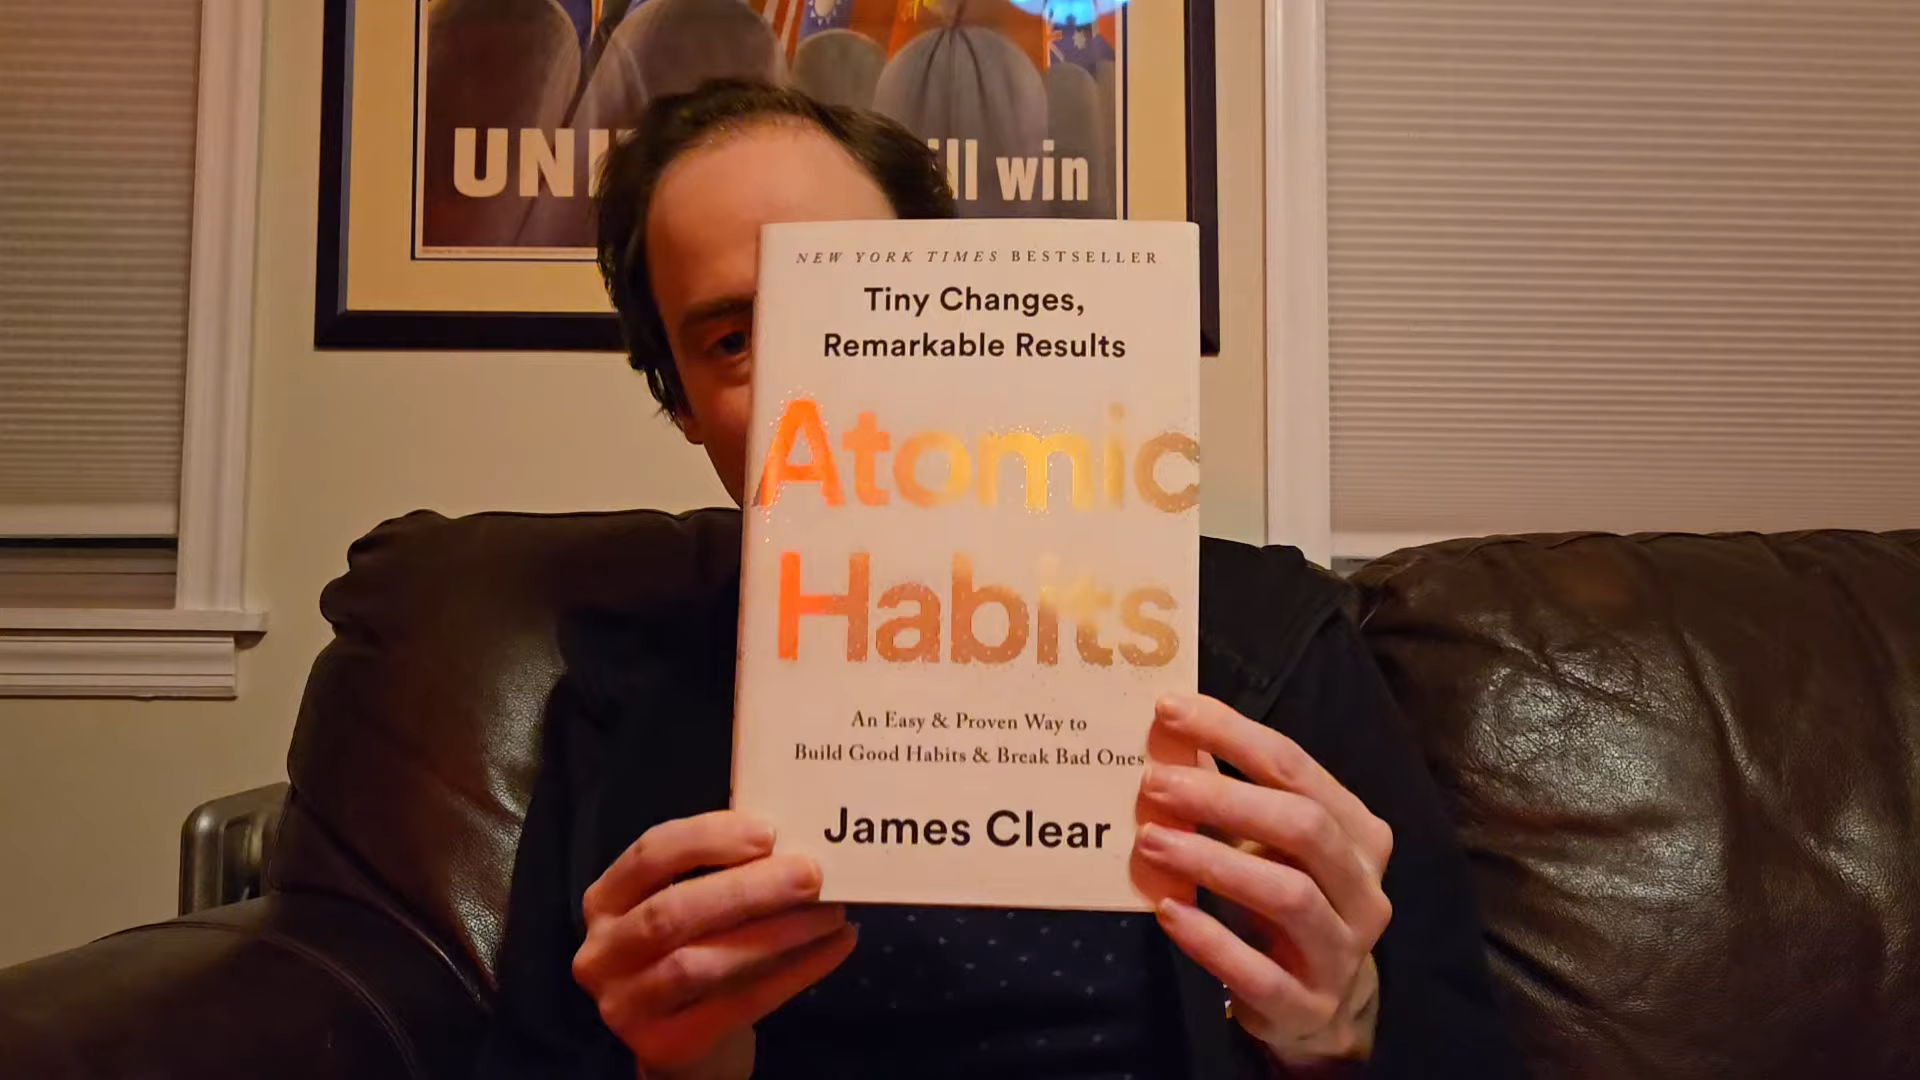 UNI ill win
NEW YORK TIMES BESTSELLER
Tiny Changes,
Remarkable Results
Atomic
Habits
An Easy & Proven Way to
Build Good Habits & Break Bad Ones
James Clear